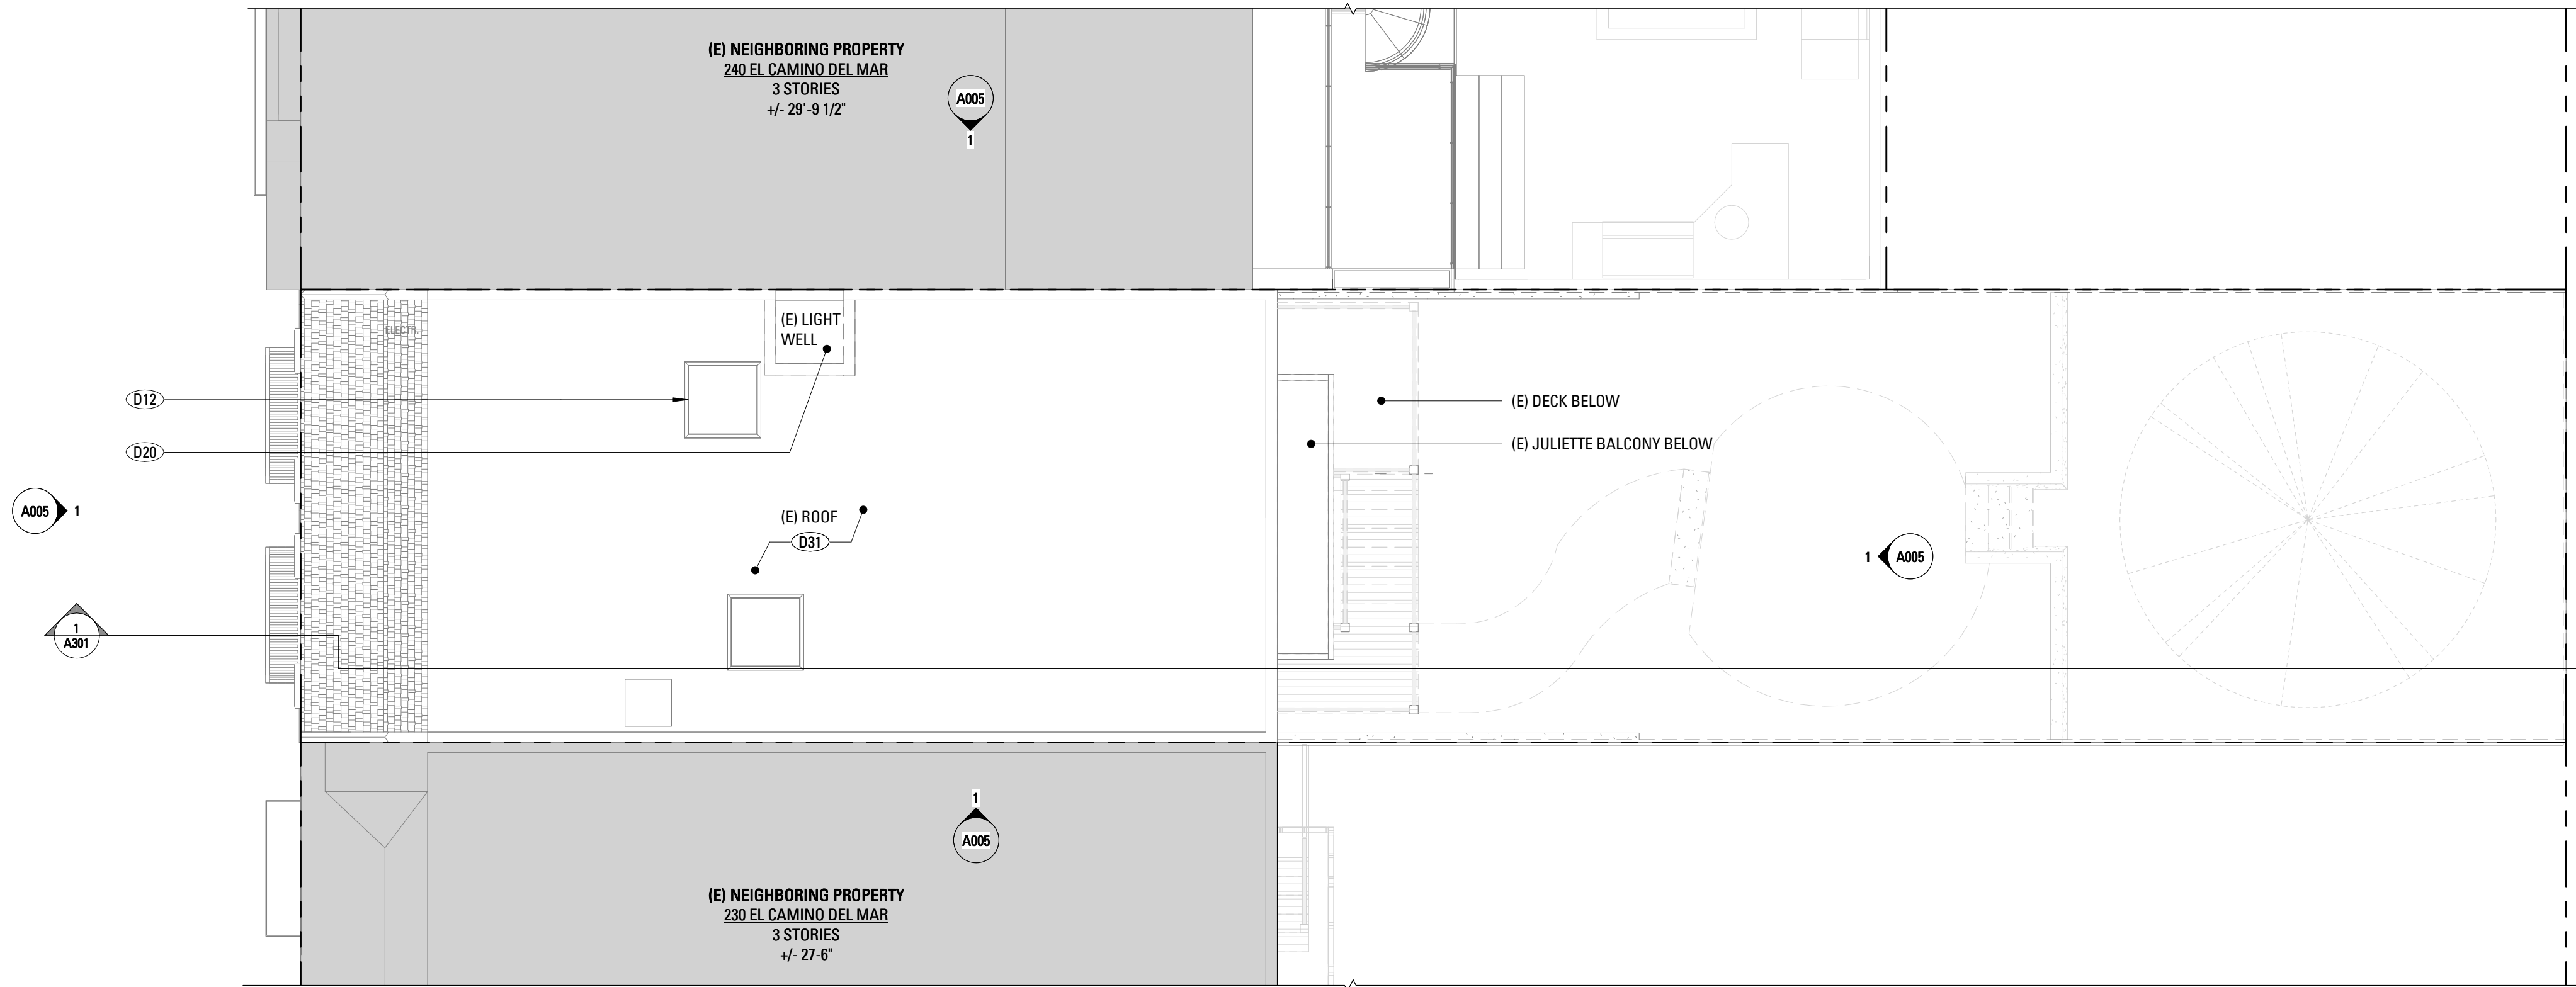 (E) NEIGHBORING PROPERTY
240 EL CAMINO DEL MAR
3 STORIES
+/- 29'-9 1/2"
A005
1
(E) LIGHT
WELL
ELECTR.
D12
D20
(E) DECK BELOW
(E) JULIETTE BALCONY BELOW
A005
1
(E) ROOF
D31
1
A005
1
A301
1
A005
(E) NEIGHBORING PROPERTY
230 EL CAMINO DEL MAR
3 STORIES
+/- 27-6"